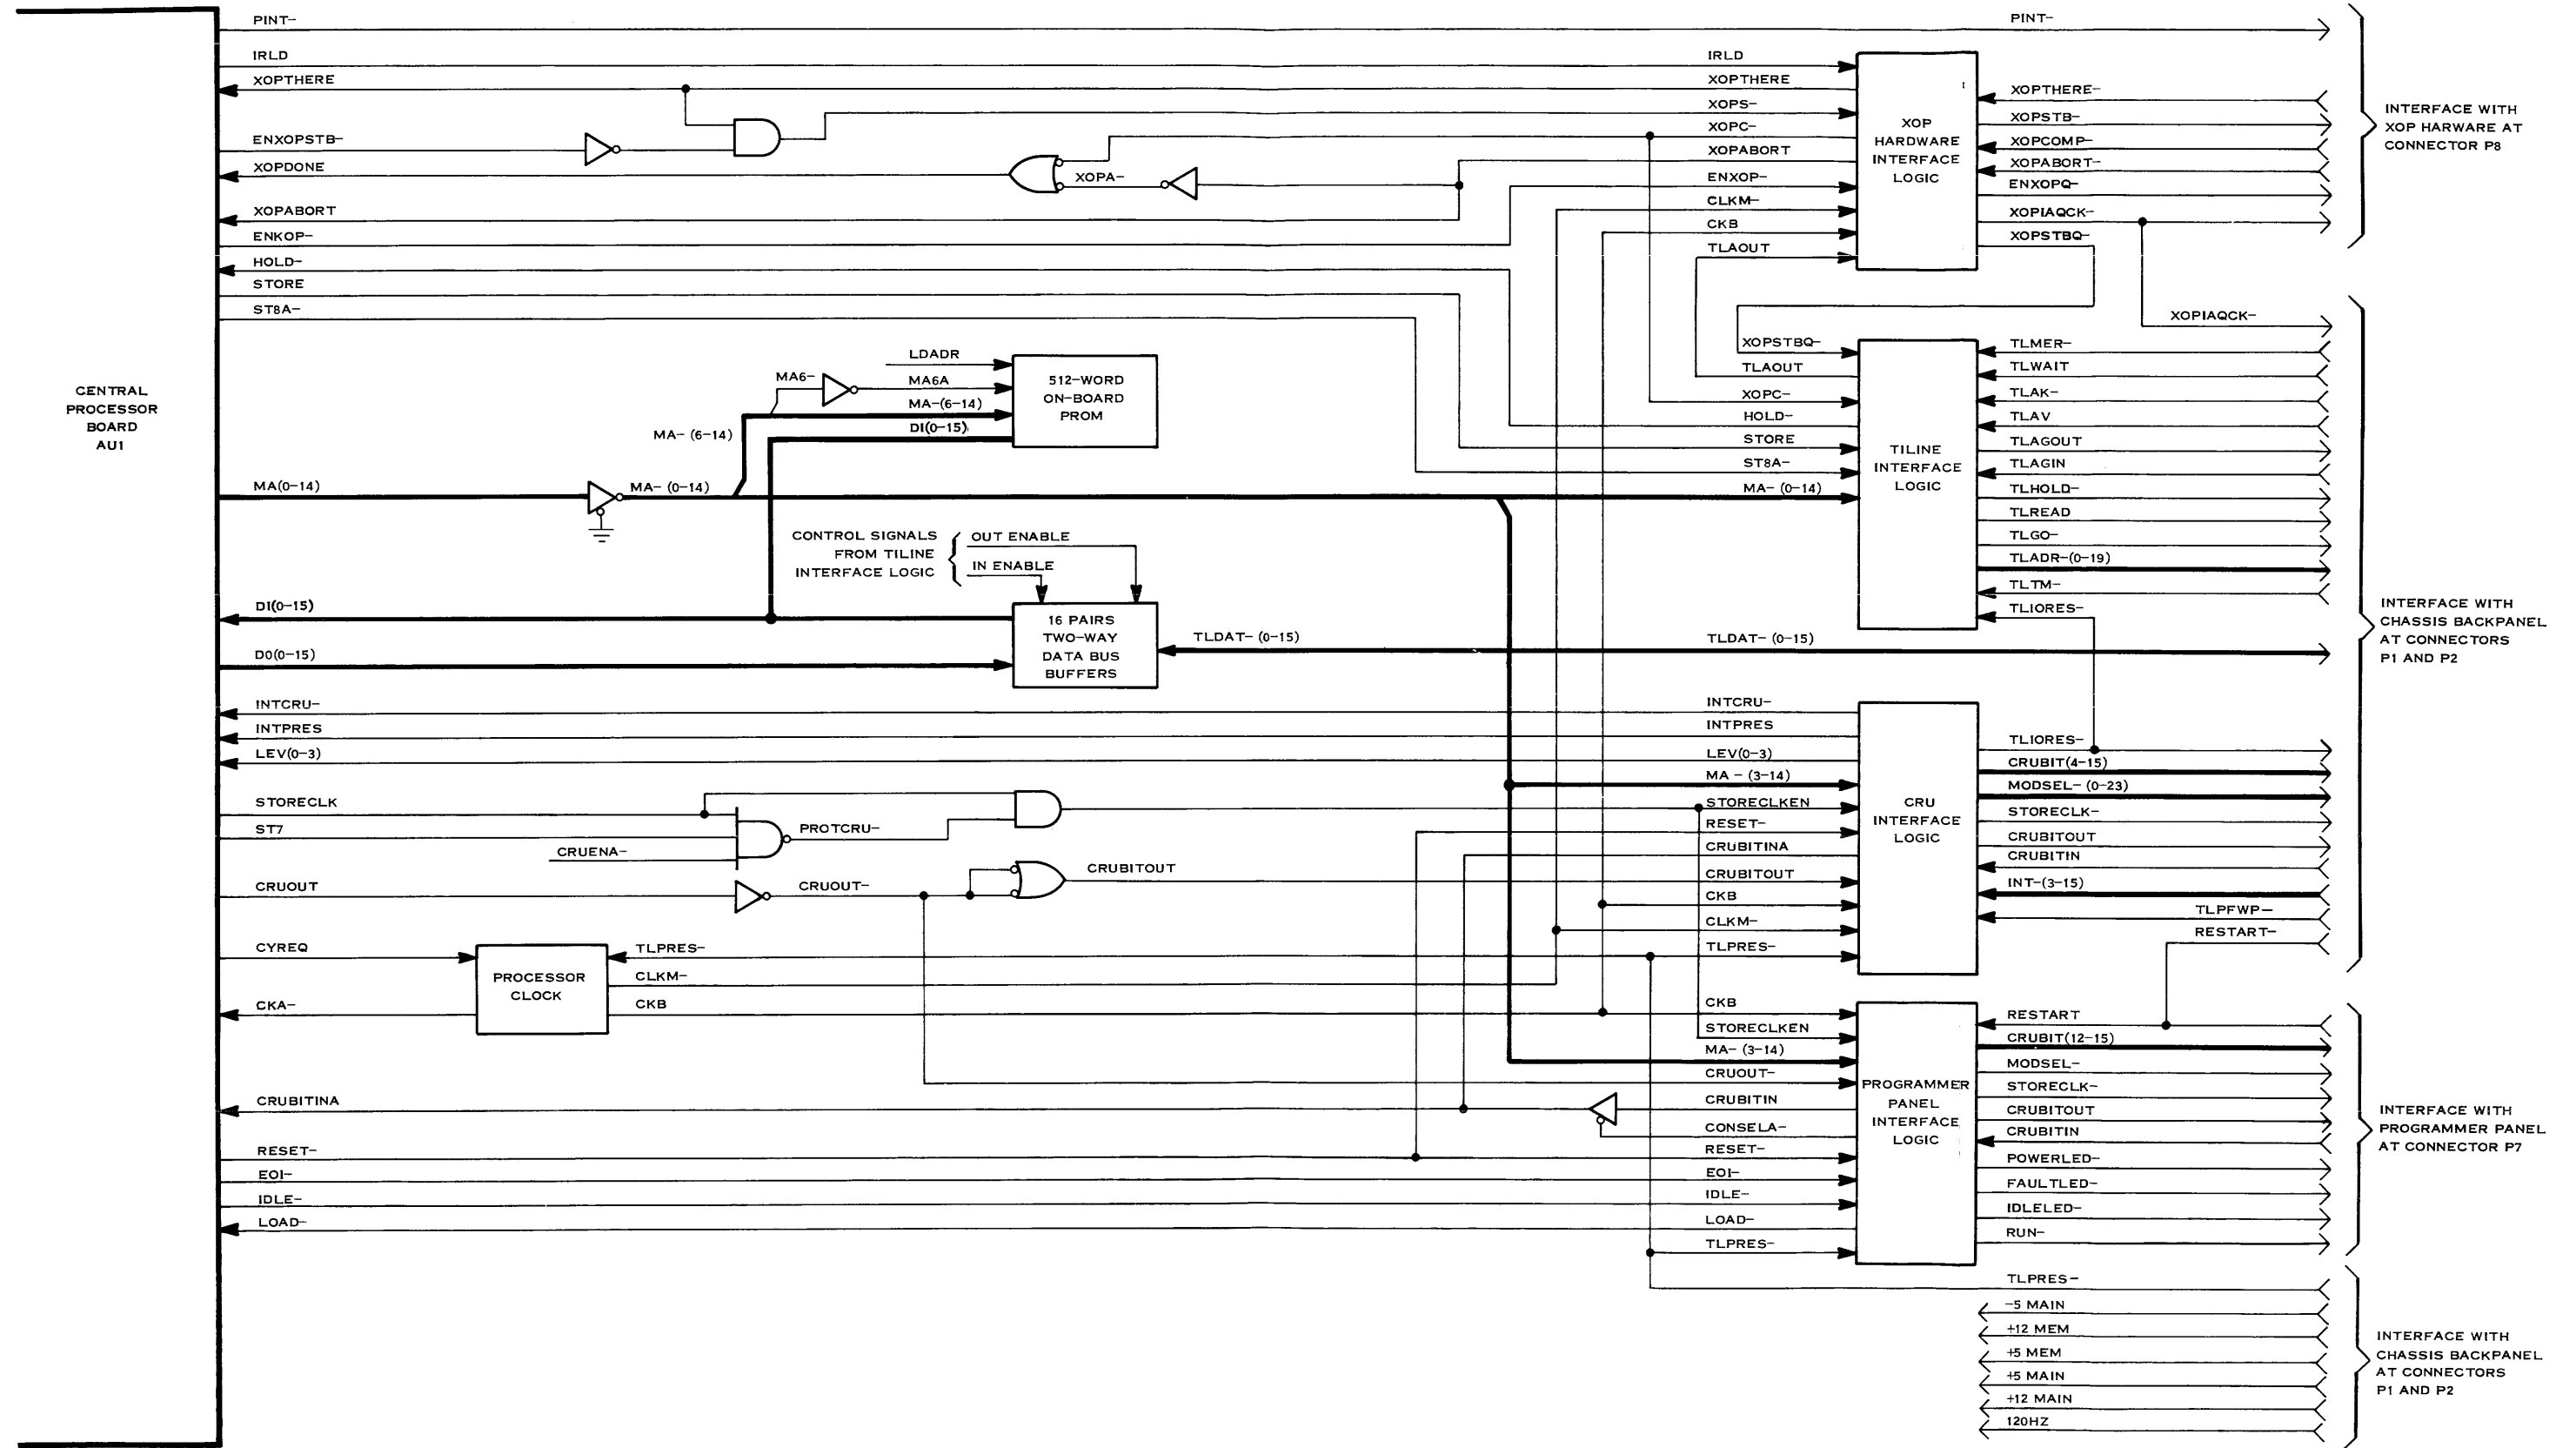 CENTRAL
PROCESSOR
BOARD
AU1
PINT-
IRLD
XOPTHERE
ENXOPSTB-
XOPDONE
XOPABORT
ENKOP-
HOLD-
STORE
ST8A-
MA(0-14)
DI(0-15)
D0(0-15)
INTCRU-
INTPRES
LEV(0-3)
STORECLK
ST7
CRUENA-
CRUOUT
CYREQ
CKA-
CRUBITINA
RESET-
EOI-
IDLE-
LOAD-
XOPA-
LDADR
MA6-
MA6A
MA-(6-14)
DI(0-15)
MA- (6-14)
512-WORD
ON-BOARD
PROM
MA- (0-14)
CONTROL SIGNALS
FROM TILINE
INTERFACE LOGIC
OUT ENABLE
IN ENABLE
16 PAIRS
TWO-WAY
DATA BUS
BUFFERS
TLDAT- (0-15)
PROTCRU-
CRUOUT-
CRUBITOUT
PROCESSOR
CLOCK
TLPRES-
CLKM-
CKB
IRLD
XOPTHERE
XOPS-
XOPC-
XOPABORT
ENXOP-
CLKM-
CKB
TLAOUT
XOP
HARDWARE
INTERFACE
LOGIC
XOPSTBQ-
TLAOUT
XOPC-
HOLD-
STORE
ST8A-
MA- (0-14)
TILINE
INTERFACE
LOGIC
TLDAT- (0-15)
INTCRU-
INTPRES
LEV(0-3)
MA - (3-14)
STORECLKEN
RESET-
CRUBITINA
CRUBITOUT
CKB
CLKM-
TLPRES-
CRU
INTERFACE
LOGIC
CKB
STORECLKEN
MA- (3-14)
CRUOUT-
CRUBITIN
CONSELA-
RESET-
EOI-
IDLE-
LOAD-
TLPRES-
PROGRAMMER
PANEL
INTERFACE
LOGIC
PINT-
XOPTHERE-
XOPSTB-
XOPCOMP-
XOPABORT-
ENXOPQ-
XOPIAQCK-
XOPSTBQ-
INTERFACE WITH
XOP HARWARE AT
CONNECTOR P8
XOPIAQCK-
TLMER-
TLWAIT
TLAK-
TLAV
TLAGOUT
TLAGIN
TLHOLD-
TLREAD
TLGO-
TLADR-(0-19)
TLTM-
TLIORES-
TLIORES-
CRUBIT(4-15)
MODSEL- (0-23)
STORECLK-
CRUBITOUT
CRUBITIN
INT-(3-15)
TLPFWP-
RESTART-
INTERFACE WITH
CHASSIS BACKPANEL
AT CONNECTORS
P1 AND P2
RESTART
CRUBIT(12-15)
MODSEL-
STORECLK-
CRUBITOUT
CRUBITIN
POWERLED-
FAULTLED-
IDLELED-
RUN-
INTERFACE WITH
PROGRAMMER PANEL
AT CONNECTOR P7
TLPRES-
-5 MAIN
+12 MEM
+5 MEM
+5 MAIN
+12 MAIN
120HZ
INTERFACE WITH
CHASSIS BACKPANEL
AT CONNECTORS
P1 AND P2